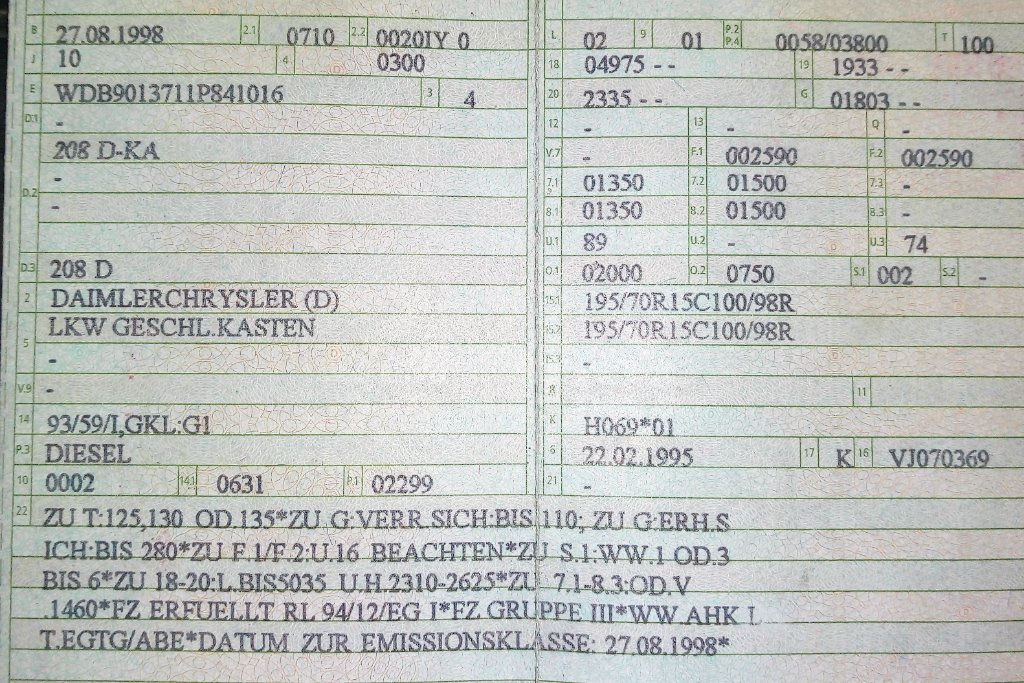 B 27.08.1998 2.1 0710 2.2 0020IY 0
J 10 4 0300
E WDB9013711P841016 3 4
D.1 -
208 D-KA
-
D.2 -
D.3 208 D
2 DAIMLERCHRYSLER (D)
LKW GESCHL.KASTEN
5 -
V.9 -
14 93/59/I,GKL:G1
P.3 DIESEL
10 0002 14.1 0631 P.1 02299
L 02 9 01 P.2 P.4 0058/03800 T 100
18 04975 - - 19 1933 - -
20 2335 - - G 01803 - -
12 - 13 - Q -
V.7 - F.1 002590 F.2 002590
7.1 01350 7.2 01500 7.3 -
8.1 01350 8.2 01500 8.3 -
U.1 89 U.2 - U.3 74
O.1 02000 O.2 0750 S.1 002 S.2 -
15.1 195/70R15C100/98R
15.2 195/70R15C100/98R
15.3 -
R 11
K H069*01
6 22.02.1995 17 K 16 VJ070369
21 -
22 ZU T:125,130 OD.135*ZU G:VERR.SICH:BIS 110; ZU G:ERH.S
ICH:BIS 280*ZU F.1/F.2:U.16 BEACHTEN*ZU S.1:WW.1 OD.3
BIS 6*ZU 18-20:L.BIS5035 U.H.2310-2625*ZU 7.1-8.3:OD.V
.1460*FZ ERFUELLT RL 94/12/EG I*FZ GRUPPE III*WW.AHK L
T.EGTG/ABE*DATUM ZUR EMISSIONSKLASSE: 27.08.1998*